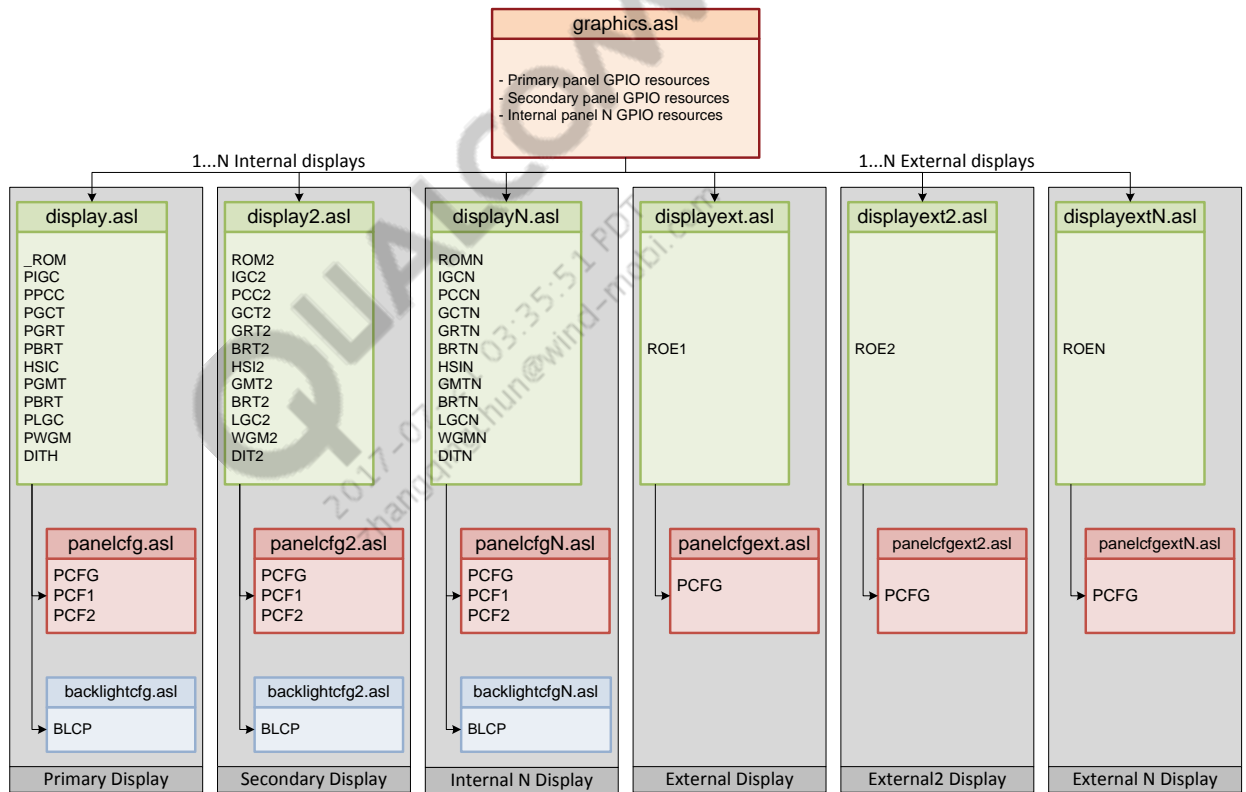 graphics.asl
- Primary panel GPIO resources
- Secondary panel GPIO resources
- Internal panel N GPIO resources
1...N Internal displays
1...N External displays
display.asl
_ROM
PIGC
PPCC
PGCT
PGRT
PBRT
HSIC
PGMT
PBRT
PLGC
PWGM
DITH
panelcfg.asl
PCFG
PCF1
PCF2
backlightcfg.asl
BLCP
Primary Display
display2.asl
ROM2
IGC2
PCC2
GCT2
GRT2
BRT2
HSI2
GMT2
BRT2
LGC2
WGM2
DIT2
panelcfg2.asl
PCFG
PCF1
PCF2
backlightcfg2.asl
BLCP
Secondary Display
displayN.asl
ROMN
IGCN
PCCN
GCTN
GRTN
BRTN
HSIN
GMTN
BRTN
LGCN
WGMN
DITN
panelcfgN.asl
PCFG
PCF1
PCF2
backlightcfgN.asl
BLCP
Internal N Display
displayext.asl
ROE1
panelcfgext.asl
PCFG
External Display
displayext2.asl
ROE2
panelcfgext2.asl
PCFG
External2 Display
displayextN.asl
ROEN
panelcfgextN.asl
PCFG
External N Display
QUALCOM
03:35:51 PDT